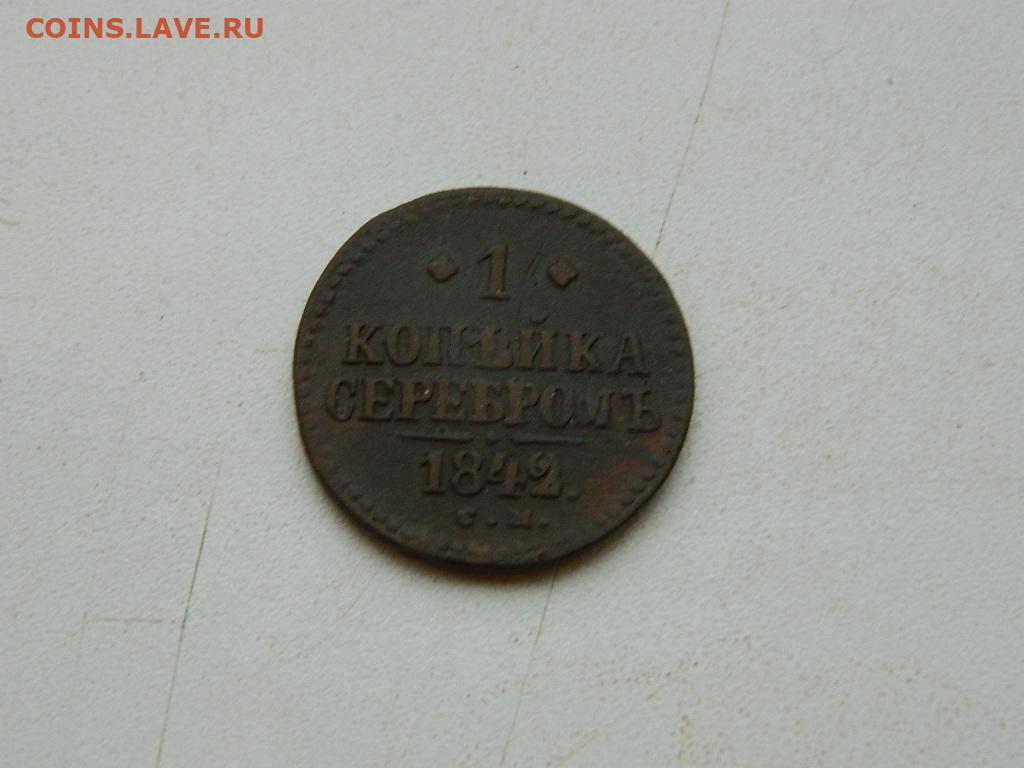 COINS.LAVE.RU
1
КОПѢЙКА
СЕРЕБРОМЪ
1842.
С.М.